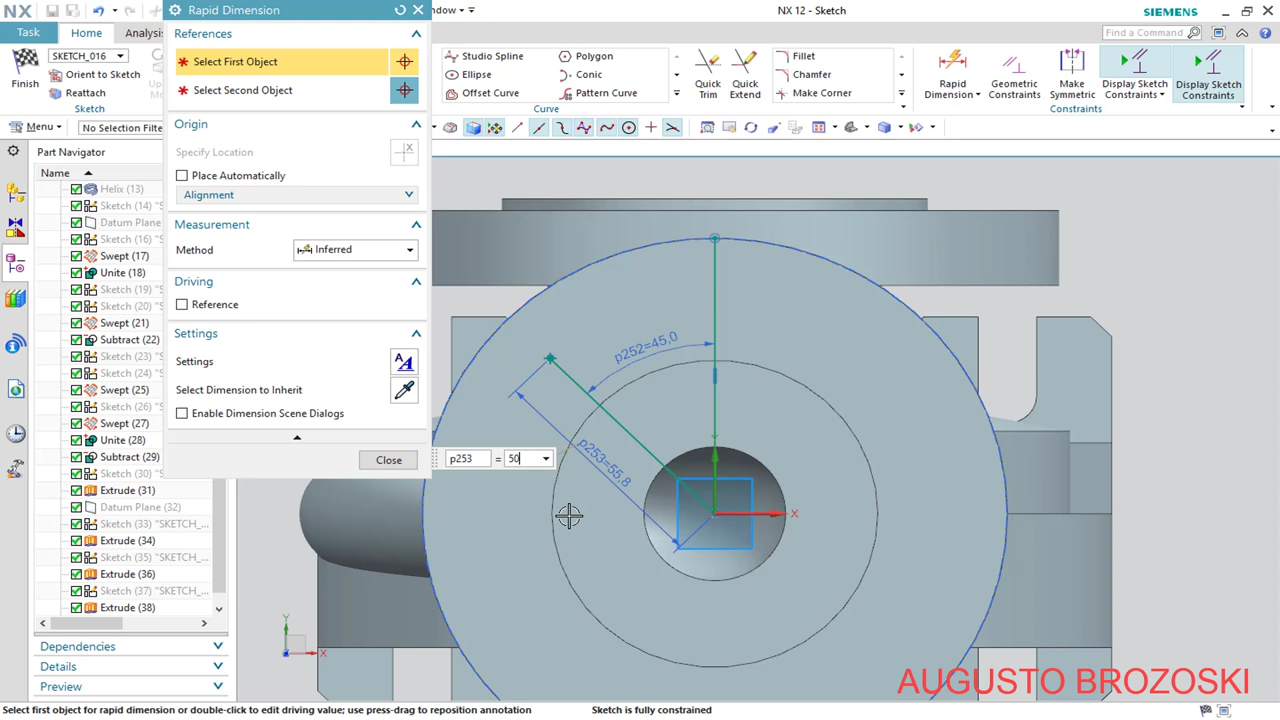 NX
Rapid Dimension
ndow
NX 12 - Sketch
SIEMENS
Task
Home
Analysis
Find a Command
Finish
SKETCH_016
Orient to Sketch
Reattach
Sketch
References
Select First Object
Select Second Object
Studio Spline
Polygon
Ellipse
Conic
Offset Curve
Pattern Curve
Curve
Quick Trim
Quick Extend
Fillet
Chamfer
Make Corner
Rapid Dimension
Geometric Constraints
Make Symmetric
Display Sketch Constraints
Display Sketch Constraints
Constraints
Menu
No Selection Filte
Origin
Specify Location
Place Automatically
Alignment
Measurement
Method
Inferred
Driving
Reference
Settings
Settings
Select Dimension to Inherit
Enable Dimension Scene Dialogs
Close
Part Navigator
Name
Helix (13)
Sketch (14) "S
Datum Plane
Sketch (16) "S
Swept (17)
Unite (18)
Sketch (19) "S
Sketch (20) "S
Swept (21)
Subtract (22)
Sketch (23) "S
Sketch (24) "S
Swept (25)
Sketch (26) "S
Swept (27)
Unite (28)
Subtract (29)
Sketch (30) "S
Extrude (31)
Datum Plane (32)
Sketch (33) "SKETCH_...
Extrude (34)
Sketch (35) "SKETCH_...
Extrude (36)
Sketch (37) "SKETCH_...
Extrude (38)
Dependencies
Details
Preview
p252=45,0
p253=55,8
p253 = 50
Y
X
Y
X
AUGUSTO BROZOSKI
Select first object for rapid dimension or double-click to edit driving value; use press-drag to reposition annotation
Sketch is fully constrained